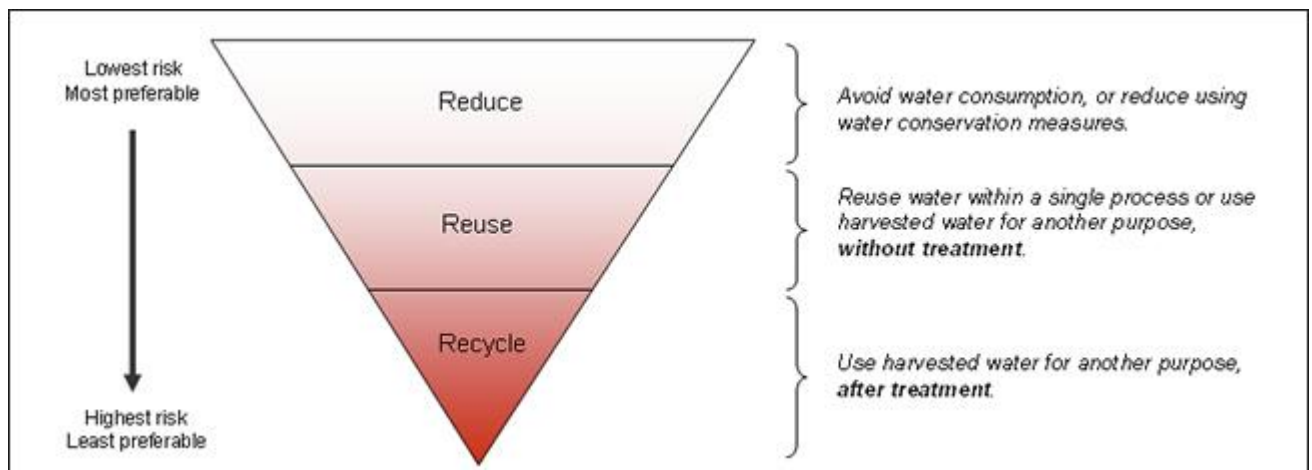 Lowest risk
Most preferable
Reduce
Avoid water consumption, or reduce using
water conservation measures.
Reuse
Reuse water within a single process or use
harvested water for another purpose,
without treatment.
Recycle
Use harvested water for another purpose,
after treatment.
Highest risk
Least preferable